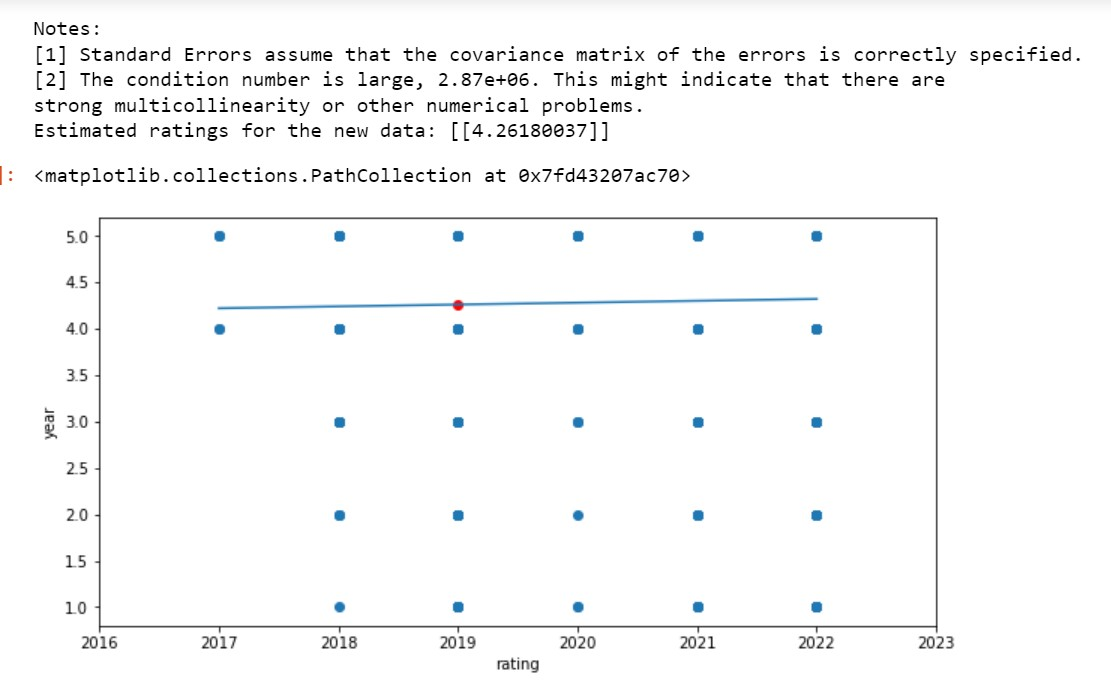 Notes:
[1] Standard Errors assume that the covariance matrix of the errors is correctly specified.
[2] The condition number is large, 2.87e+06. This might indicate that there are
strong multicollinearity or other numerical problems.
Estimated ratings for the new data: [[4.26180037]]
]: <matplotlib.collections.PathCollection at 0x7fd43207ac70>
5.0
4.5
4.0
3.5
3.0
2.5
2.0
1.5
1.0
year
2016 2017 2018 2019 2020 2021 2022 2023
rating